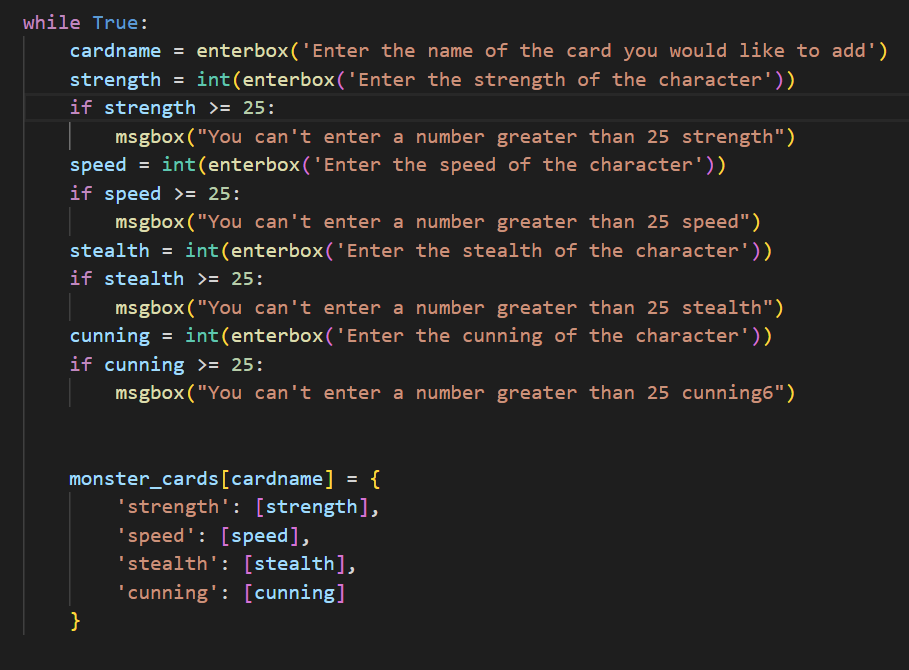 while True:
    cardname = enterbox('Enter the name of the card you would like to add')
    strength = int(enterbox('Enter the strength of the character'))
    if strength >= 25:
        msgbox("You can't enter a number greater than 25 strength")
    speed = int(enterbox('Enter the speed of the character'))
    if speed >= 25:
        msgbox("You can't enter a number greater than 25 speed")
    stealth = int(enterbox('Enter the stealth of the character'))
    if stealth >= 25:
        msgbox("You can't enter a number greater than 25 stealth")
    cunning = int(enterbox('Enter the cunning of the character'))
    if cunning >= 25:
        msgbox("You can't enter a number greater than 25 cunning6")
    monster_cards[cardname] = {
        'strength': [strength],
        'speed': [speed],
        'stealth': [stealth],
        'cunning': [cunning]
    }